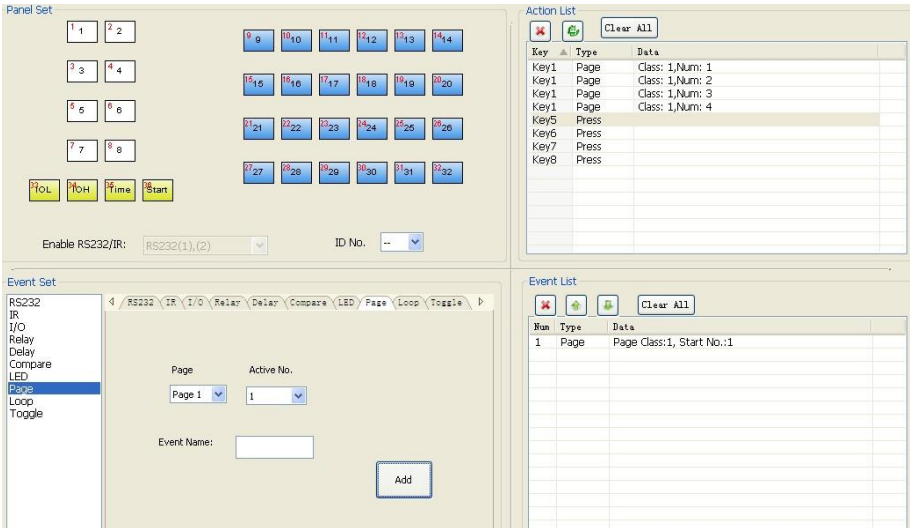 Panel Set
1 1 2 2
3 3 4 4
5 5 6 6
7 7 8 8
33 IOL 34 IOH 35 Time 36 Start
9 9 10 10 11 11 12 12 13 13 14 14
15 15 16 16 17 17 18 18 19 19 20 20
21 21 22 22 23 23 24 24 25 25 26 26
27 27 28 28 29 29 30 30 31 31 32 32
Enable RS232/IR: RS232(1),(2) ID No. --
Action List
Clear All
Key Type Data
Key1 Page Class: 1,Num: 1
Key1 Page Class: 1,Num: 2
Key1 Page Class: 1,Num: 3
Key1 Page Class: 1,Num: 4
Key5 Press
Key6 Press
Key7 Press
Key8 Press
Event Set
RS232
IR
I/O
Relay
Delay
Compare
LED
Page
Loop
Toggle
RS232 IR I/O Relay Delay Compare LED Page Loop Toggle
Page Active No.
Page 1 1
Event Name:
Add
Event List
Clear All
Num Type Data
1 Page Page Class:1, Start No.:1